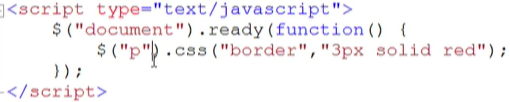 <script type="text/javascript">
$("document").ready(function() {
$("p").css("border","3px solid red");
});
</script>